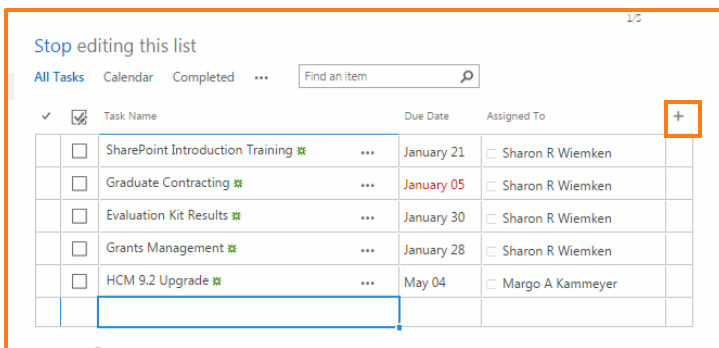 1/5
Stop editing this list
All Tasks Calendar Completed ••• Find an item
Task Name Due Date Assigned To +
SharePoint Introduction Training ••• January 21 Sharon R Wiemken
Graduate Contracting ••• January 05 Sharon R Wiemken
Evaluation Kit Results ••• January 30 Sharon R Wiemken
Grants Management ••• January 28 Sharon R Wiemken
HCM 9.2 Upgrade ••• May 04 Margo A Kammeyer